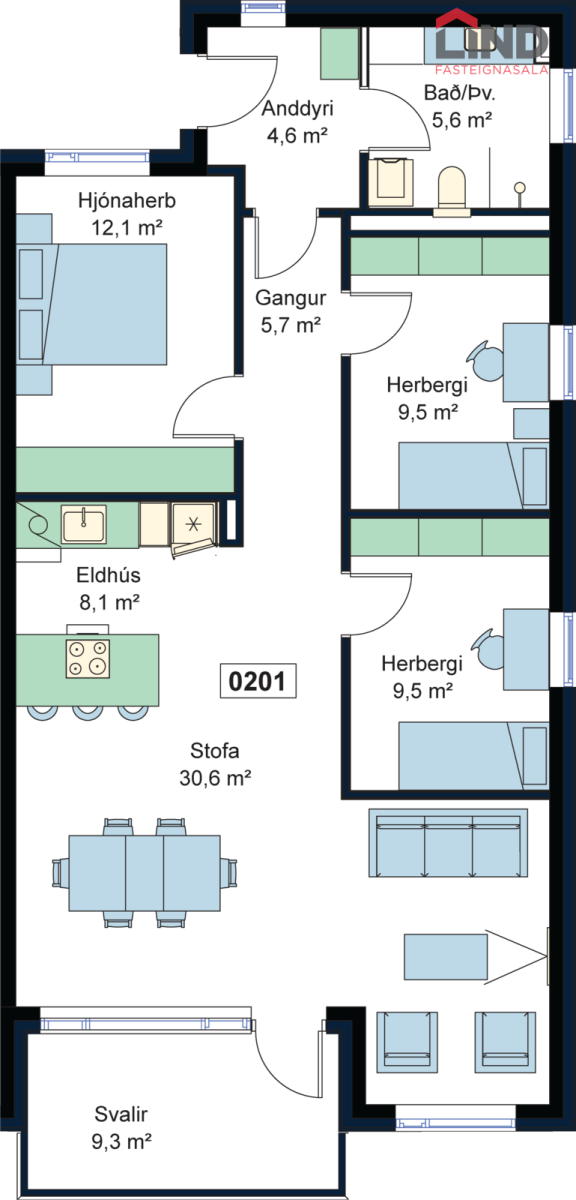 LIND
FASTEIGNASALA
Anddyri
4,6 m²
Bað/Þv.
5,6 m²
Hjónaherb
12,1 m²
Gangur
5,7 m²
Herbergi
9,5 m²
Eldhús
8,1 m²
Herbergi
9,5 m²
0201
Stofa
30,6 m²
Svalir
9,3 m²